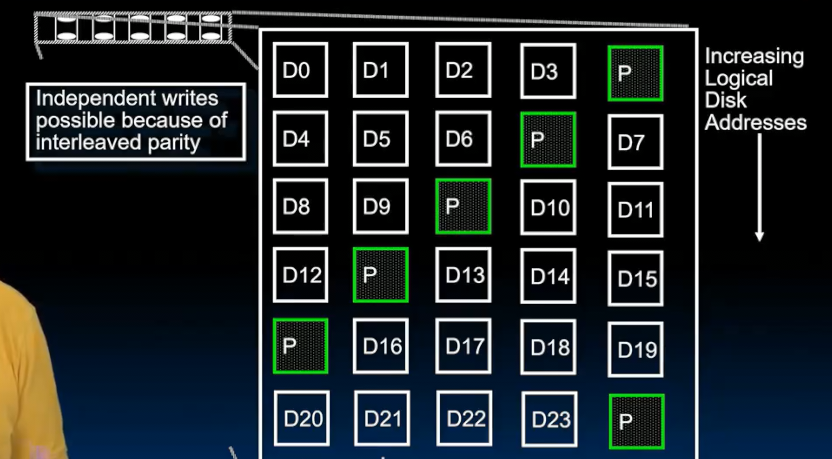 Independent writes
possible because of
interleaved parity
D0 D1 D2 D3 P
D4 D5 D6 P D7
D8 D9 P D10 D11
D12 P D13 D14 D15
P D16 D17 D18 D19
D20 D21 D22 D23 P
Increasing
Logical
Disk
Addresses